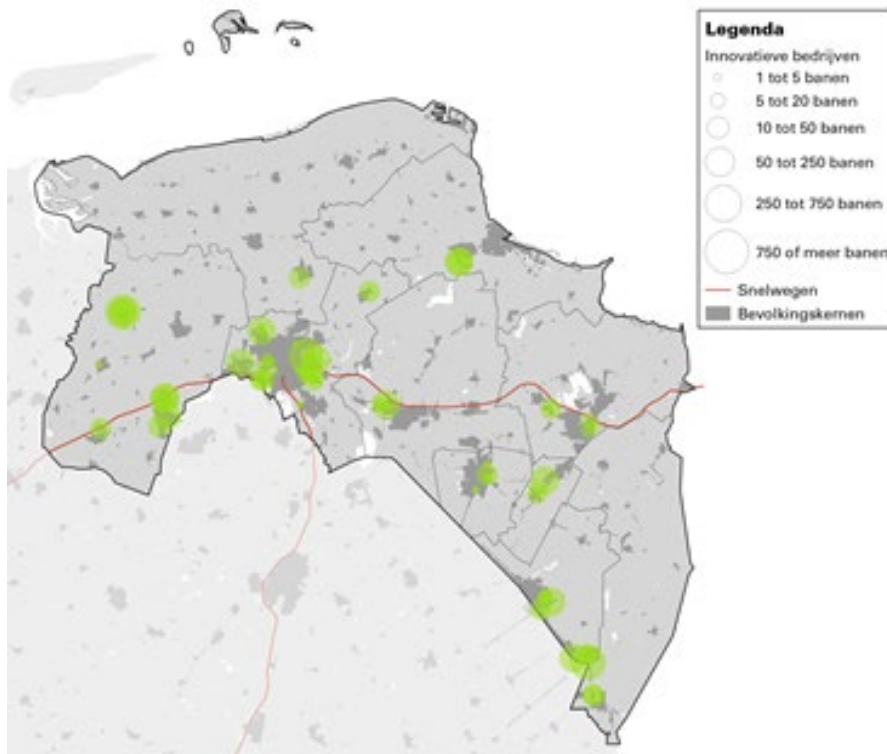 Legenda
Innovatieve bedrijven
1 tot 5 banen
5 tot 20 banen
10 tot 50 banen
50 tot 250 banen
250 tot 750 banen
750 of meer banen
Snelwegen
Bevolkingskernen